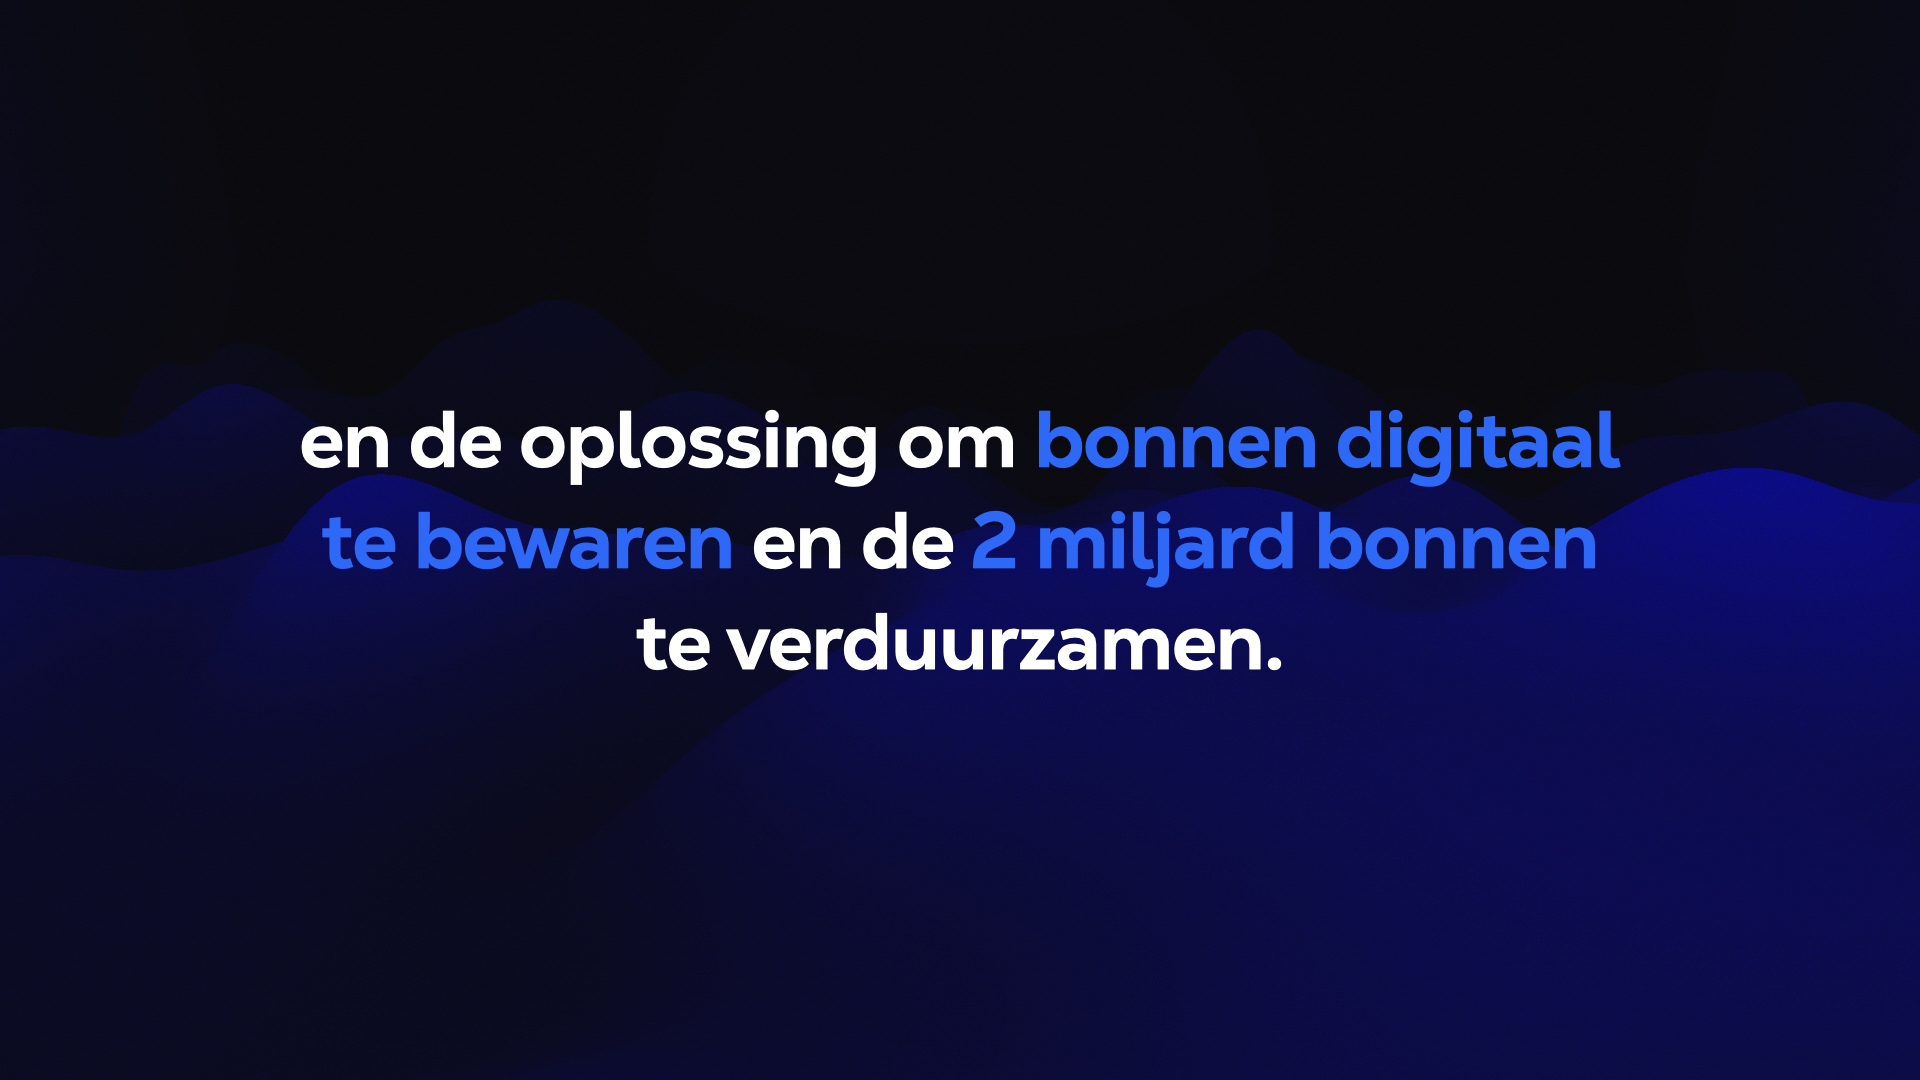 en de oplossing om bonnen digitaal
te bewaren en de 2 miljard bonnen
te verduurzamen.